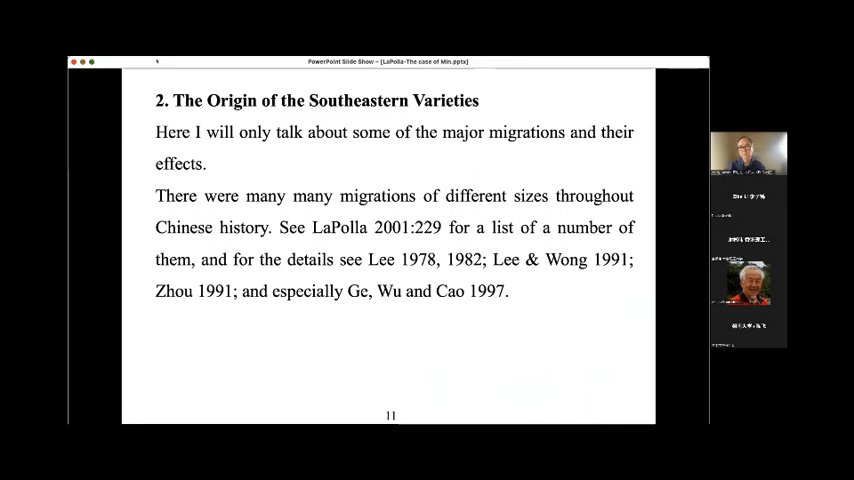 PowerPoint Slide Show – [LaPolla-The case of Min.pptx]
2. The Origin of the Southeastern Varieties
Here I will only talk about some of the major migrations and their
effects.
There were many many migrations of different sizes throughout
Chinese history. See LaPolla 2001:229 for a list of a number of
them, and for the details see Lee 1978, 1982; Lee & Wong 1991;
Zhou 1991; and especially Ge, Wu and Cao 1997.
11